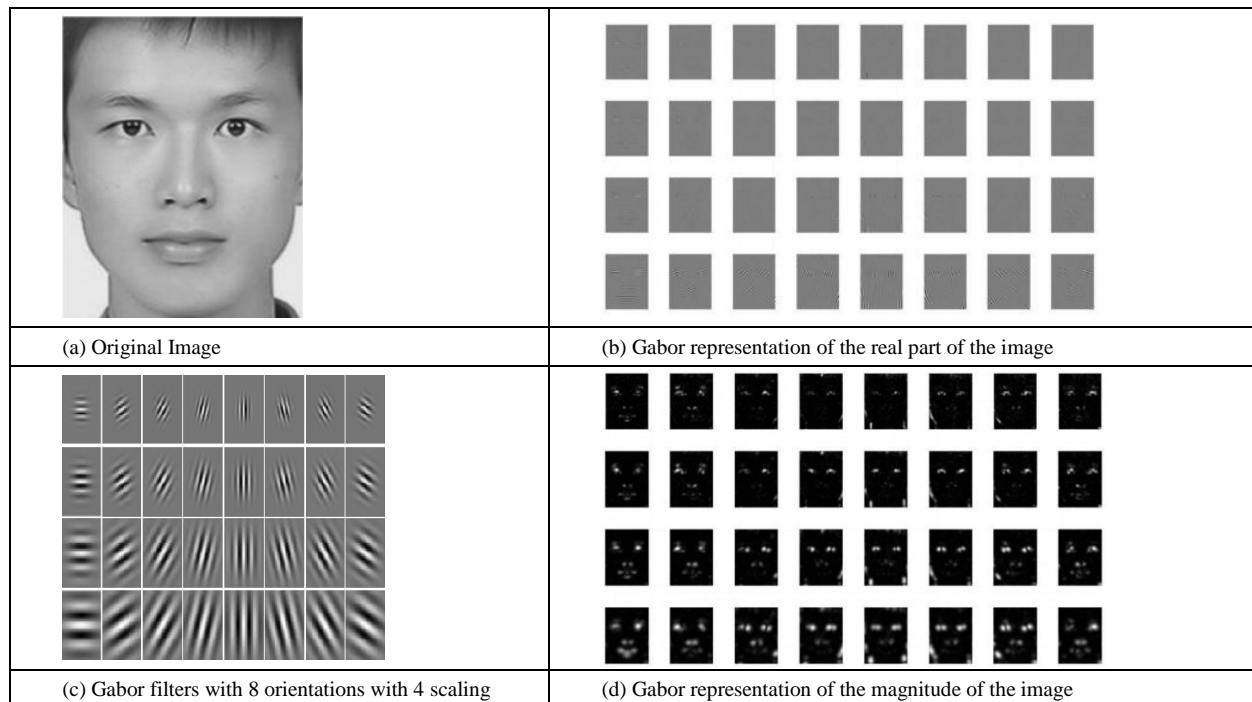 (a) Original Image
(b) Gabor representation of the real part of the image
(c) Gabor filters with 8 orientations with 4 scaling
(d) Gabor representation of the magnitude of the image